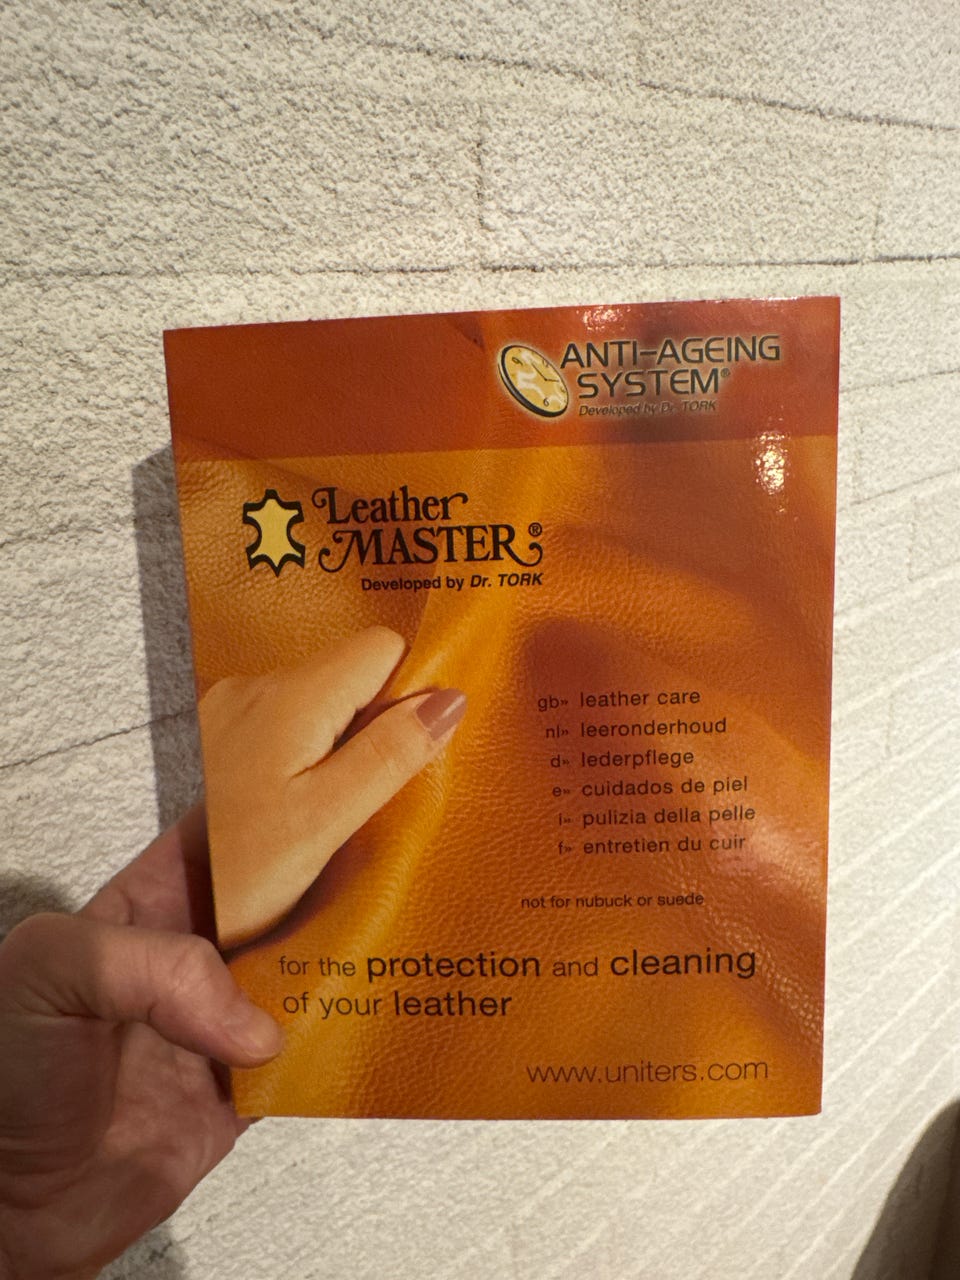 ANTI-AGEING
SYSTEM®
Developed by Dr. TORK
Leather
MASTER®
Developed by Dr. TORK
gb» leather care
nl» leeronderhoud
d» lederpflege
e» cuidados de piel
i» pulizia della pelle
f» entretien du cuir
not for nubuck or suede
for the protection and cleaning
of your leather
www.uniters.com